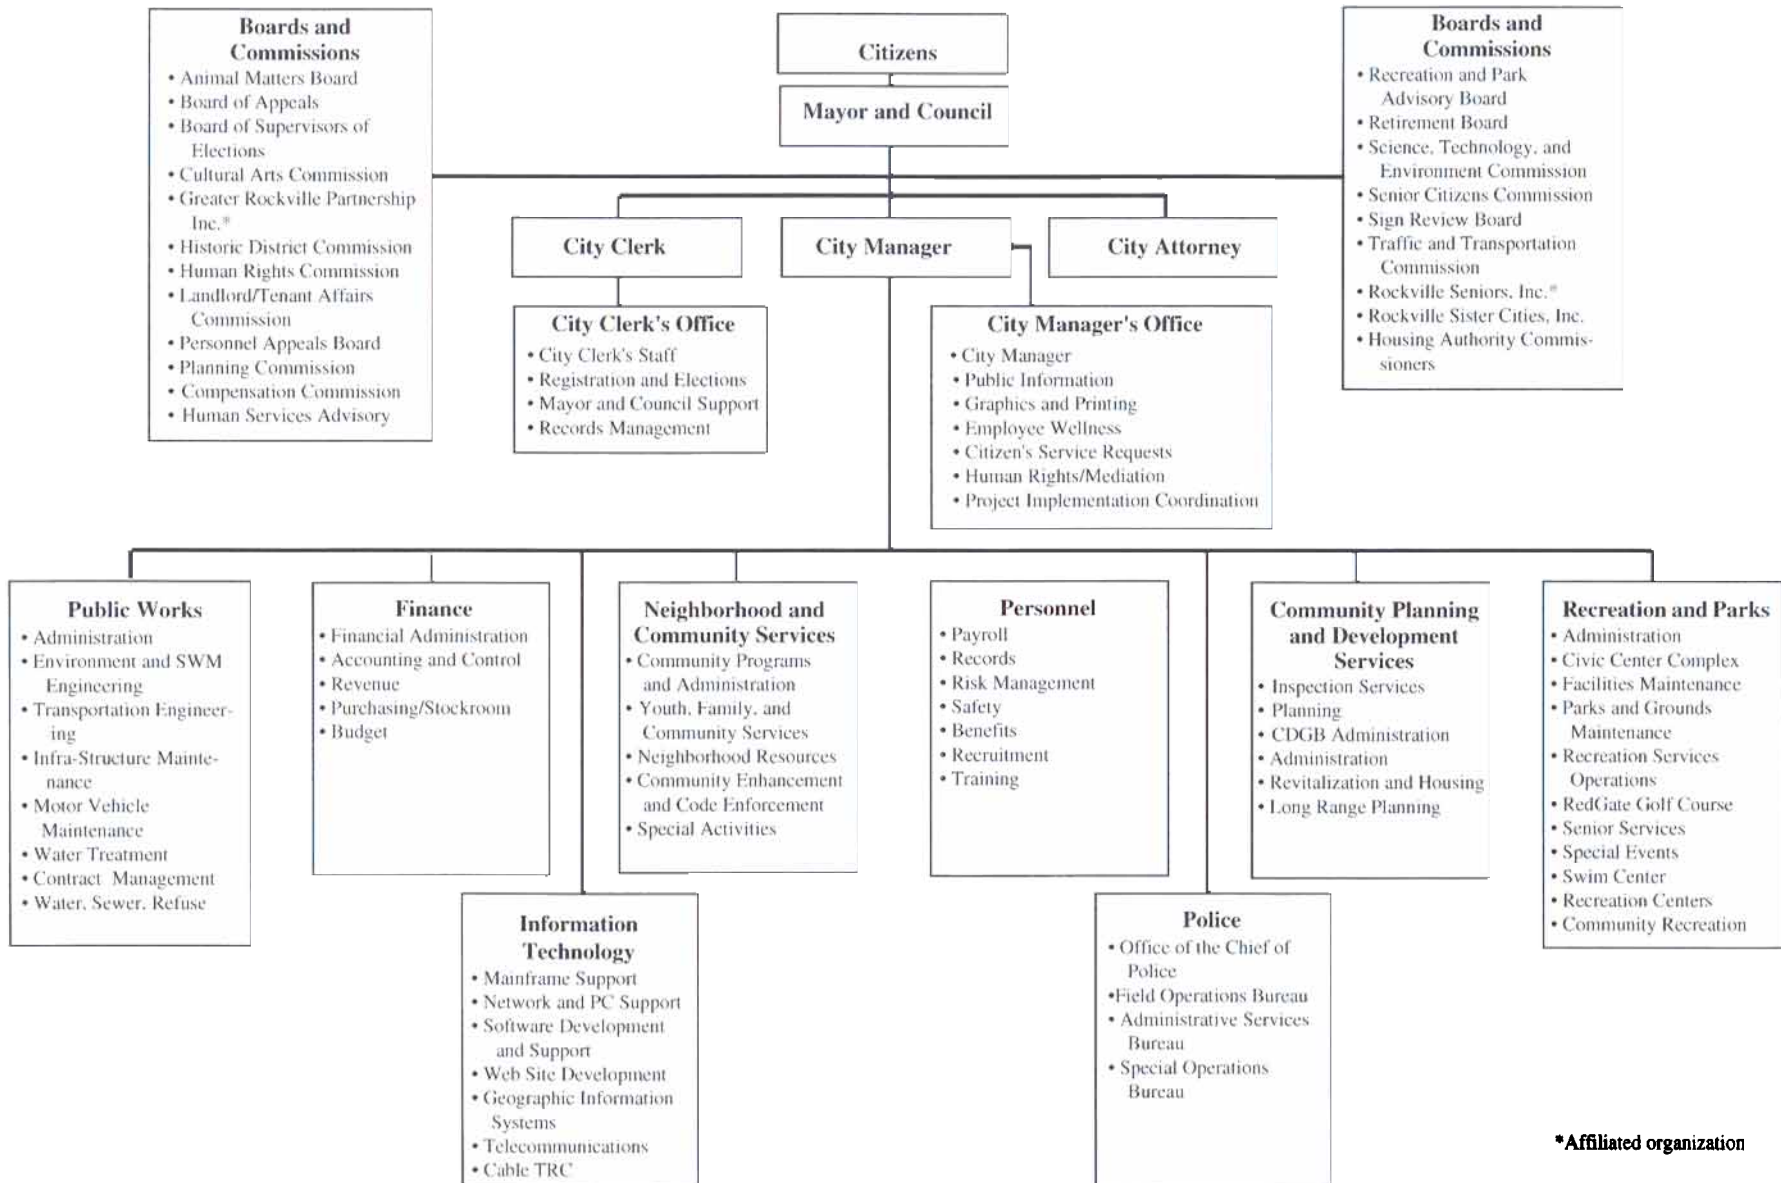 Boards and
Commissions
• Animal Matters Board
• Board of Appeals
• Board of Supervisors of
Elections
• Cultural Arts Commission
• Greater Rockville Partnership
Inc.*
• Historic District Commission
• Human Rights Commission
• Landlord/Tenant Affairs
Commission
• Personnel Appeals Board
• Planning Commission
• Compensation Commission
• Human Services Advisory
Citizens
Mayor and Council
Boards and
Commissions
• Recreation and Park
Advisory Board
• Retirement Board
• Science, Technology, and
Environment Commission
• Senior Citizens Commission
• Sign Review Board
• Traffic and Transportation
Commission
• Rockville Seniors, Inc.*
• Rockville Sister Cities, Inc.
• Housing Authority Commis-
sioners
City Clerk
City Manager
City Attorney
City Clerk's Office
• City Clerk's Staff
• Registration and Elections
• Mayor and Council Support
• Records Management
City Manager's Office
• City Manager
• Public Information
• Graphics and Printing
• Employee Wellness
• Citizen's Service Requests
• Human Rights/Mediation
• Project Implementation Coordination
Public Works
• Administration
• Environment and SWM
Engineering
• Transportation Engineer-
ing
• Infra-Structure Mainte-
nance
• Motor Vehicle
Maintenance
• Water Treatment
• Contract Management
• Water, Sewer, Refuse
Finance
• Financial Administration
• Accounting and Control
• Revenue
• Purchasing/Stockroom
• Budget
Neighborhood and
Community Services
• Community Programs
and Administration
• Youth, Family, and
Community Services
• Neighborhood Resources
• Community Enhancement
and Code Enforcement
• Special Activities
Personnel
• Payroll
• Records
• Risk Management
• Safety
• Benefits
• Recruitment
• Training
Community Planning
and Development
Services
• Inspection Services
• Planning
• CDGB Administration
• Administration
• Revitalization and Housing
• Long Range Planning
Recreation and Parks
• Administration
• Civic Center Complex
• Facilities Maintenance
• Parks and Grounds
Maintenance
• Recreation Services
Operations
• RedGate Golf Course
• Senior Services
• Special Events
• Swim Center
• Recreation Centers
• Community Recreation
Information
Technology
• Mainframe Support
• Network and PC Support
• Software Development
and Support
• Web Site Development
• Geographic Information
Systems
• Telecommunications
• Cable TRC
Police
• Office of the Chief of
Police
•Field Operations Bureau
• Administrative Services
Bureau
• Special Operations
Bureau
*Affiliated organization